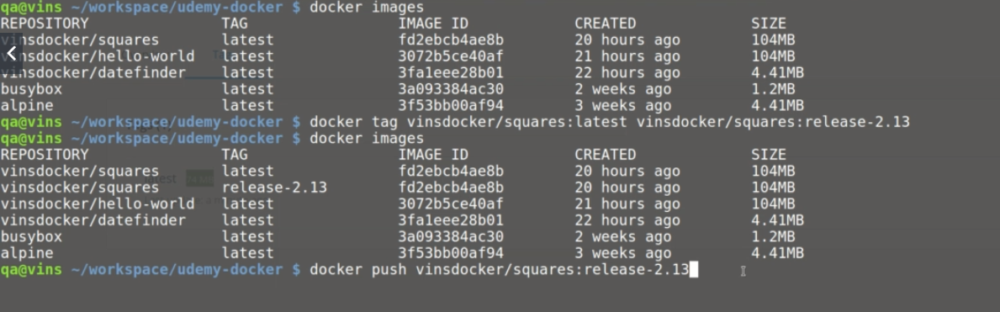 qa@vins ~/workspace/udemy-docker $ docker images
REPOSITORY TAG IMAGE ID CREATED SIZE
vinsdocker/squares latest fd2ebcb4ae8b 20 hours ago 104MB
vinsdocker/hello-world latest 3072b5ce40af 21 hours ago 104MB
vinsdocker/datefinder latest 3fa1eee28b01 22 hours ago 4.41MB
busybox latest 3a093384ac30 2 weeks ago 1.2MB
alpine latest 3f53bb00af94 3 weeks ago 4.41MB
qa@vins ~/workspace/udemy-docker $ docker tag vinsdocker/squares:latest vinsdocker/squares:release-2.13
qa@vins ~/workspace/udemy-docker $ docker images
REPOSITORY TAG IMAGE ID CREATED SIZE
vinsdocker/squares latest fd2ebcb4ae8b 20 hours ago 104MB
vinsdocker/squares release-2.13 fd2ebcb4ae8b 20 hours ago 104MB
vinsdocker/hello-world latest 3072b5ce40af 21 hours ago 104MB
vinsdocker/datefinder latest 3fa1eee28b01 22 hours ago 4.41MB
busybox latest 3a093384ac30 2 weeks ago 1.2MB
alpine latest 3f53bb00af94 3 weeks ago 4.41MB
qa@vins ~/workspace/udemy-docker $ docker push vinsdocker/squares:release-2.13